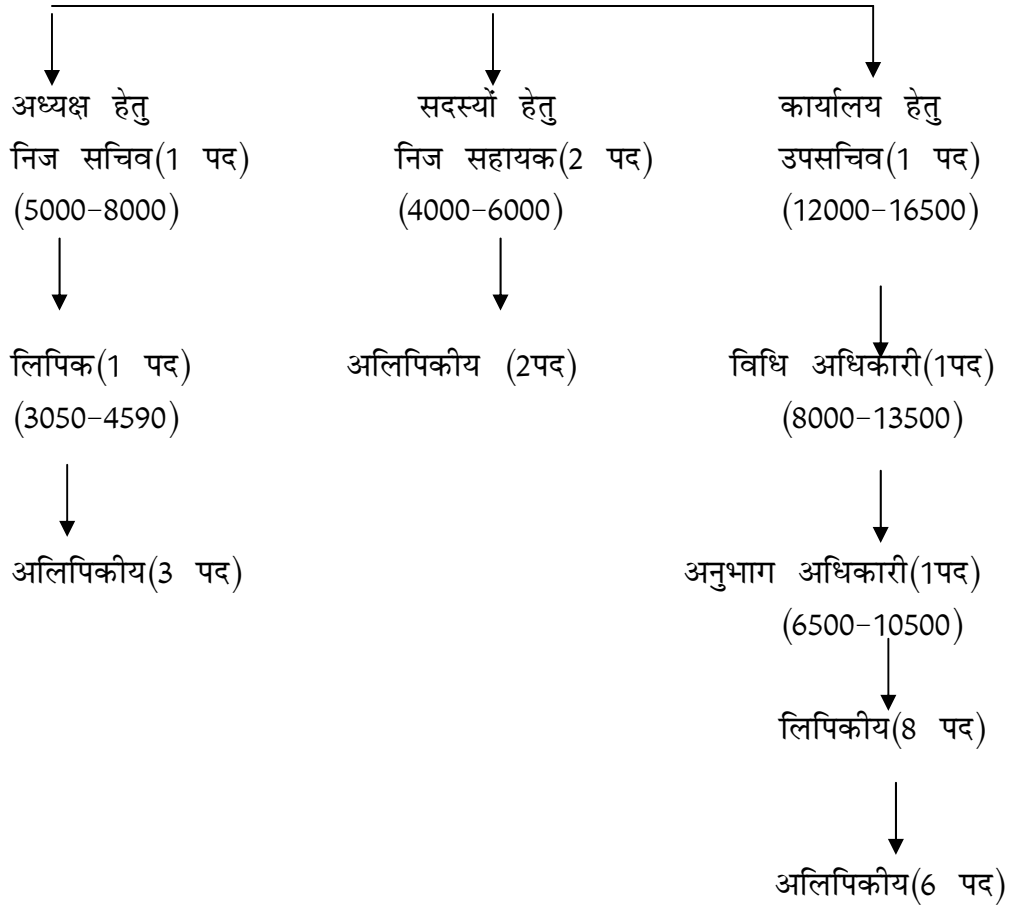 अध्यक्ष हेतु
निज सचिव(1 पद)
(5000-8000)
लिपिक(1 पद)
(3050-4590)
अलिपिकीय(3 पद)
सदस्यों हेतु
निज सहायक(2 पद)
(4000-6000)
अलिपिकीय (2पद)
कार्यालय हेतु
उपसचिव(1 पद)
(12000-16500)
विधि अधिकारी(1पद)
(8000-13500)
अनुभाग अधिकारी(1पद)
(6500-10500)
लिपिकीय(8 पद)
अलिपिकीय(6 पद)